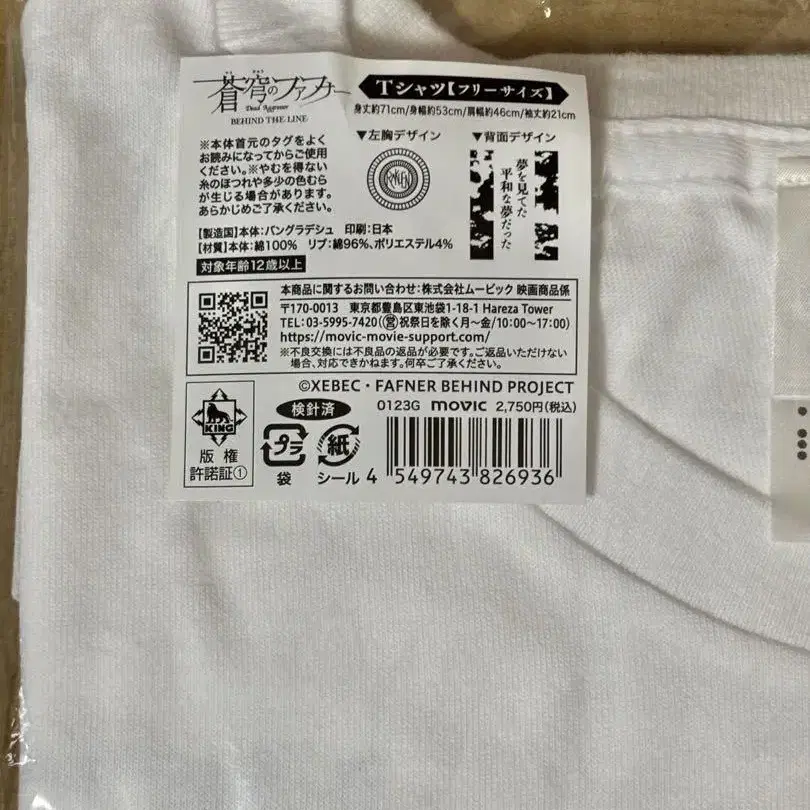 蒼穹のファフナー
Dead Aggressor
BEHIND THE LINE
Tシャツ【フリーサイズ】
身丈約71cm/身幅約53cm/肩幅約46cm/袖丈約21cm
※本体首元のタグをよく
お読みになってからご使用
ください。※やむを得ない
糸のほつれや多少の色むら
が生じる場合があります。
あらかじめご了承ください。
▼左胸デザイン
▼背面デザイン
夢を見てた
平和な夢だった
【製造国】本体:バングラデシュ 印刷:日本
【材質】本体:綿100% リブ:綿96%、ポリエステル4%
対象年齢12歳以上
本商品に関するお問い合わせ:株式会社ムービック 映画商品係
〒170-0013 東京都豊島区東池袋1-18-1 Hareza Tower
TEL:03-5995-7420(営祝祭日を除く月~金/10:00~17:00)
https://movic-movie-support.com/
※不良交換には不良品の返品が必要です。ご返品いただけない
場合、対応できかねます。何卒ご了承ください。
©XEBEC・FAFNER BEHIND PROJECT
KING
版権
許諾証①
検針済
0123G movic 2,750円(税込)
プラ
袋
紙
シール
4 549743 826936